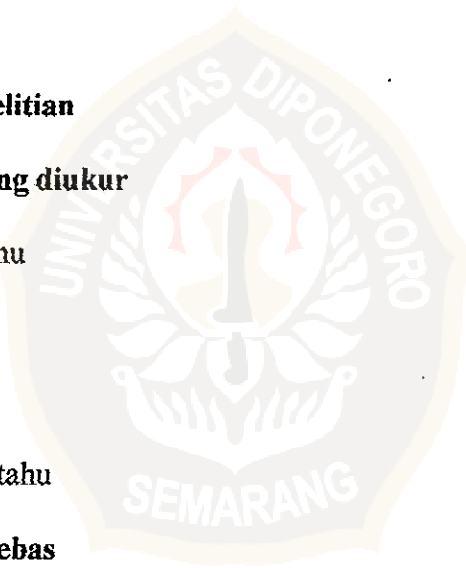 elitian
ng diukur
hu
tahu
ebas
UNIVERSITAS DIPONEGORO
SEMARANG